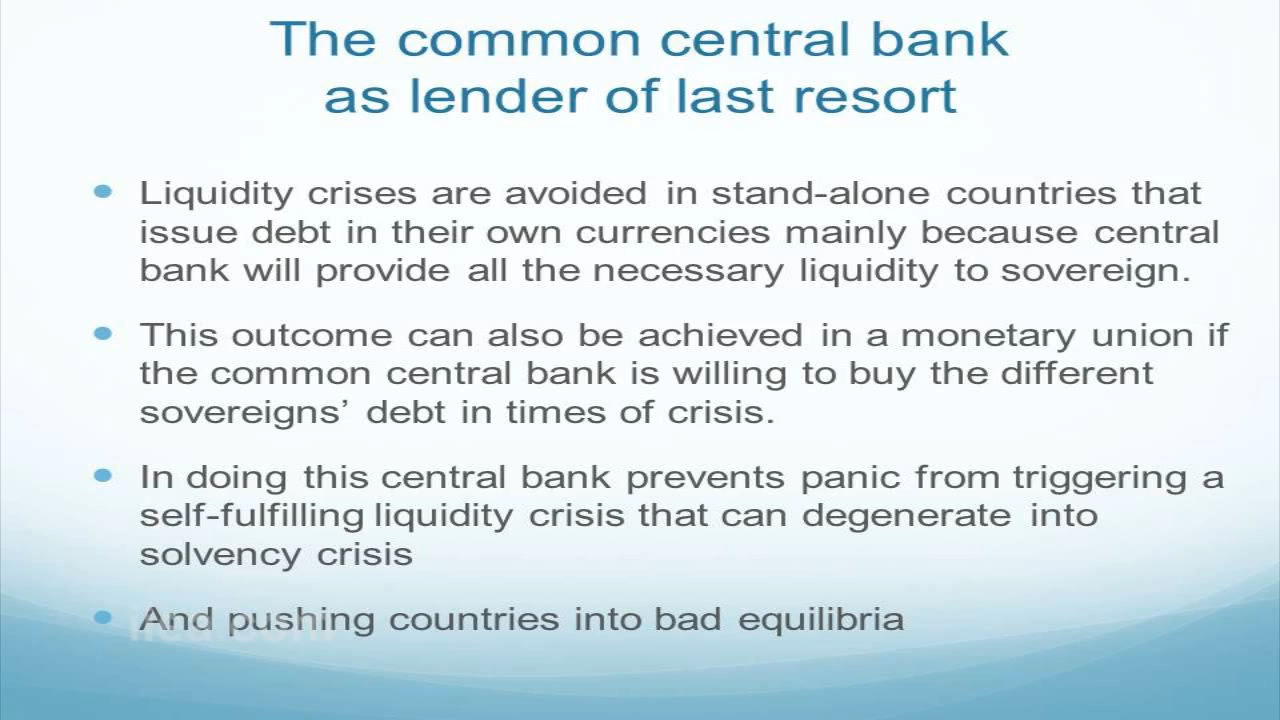 The common central bank
as lender of last resort
• Liquidity crises are avoided in stand-alone countries that
issue debt in their own currencies mainly because central
bank will provide all the necessary liquidity to sovereign.
• This outcome can also be achieved in a monetary union if
the common central bank is willing to buy the different
sovereigns’ debt in times of crisis.
• In doing this central bank prevents panic from triggering a
self-fulfilling liquidity crisis that can degenerate into
solvency crisis
• And pushing countries into bad equilibria